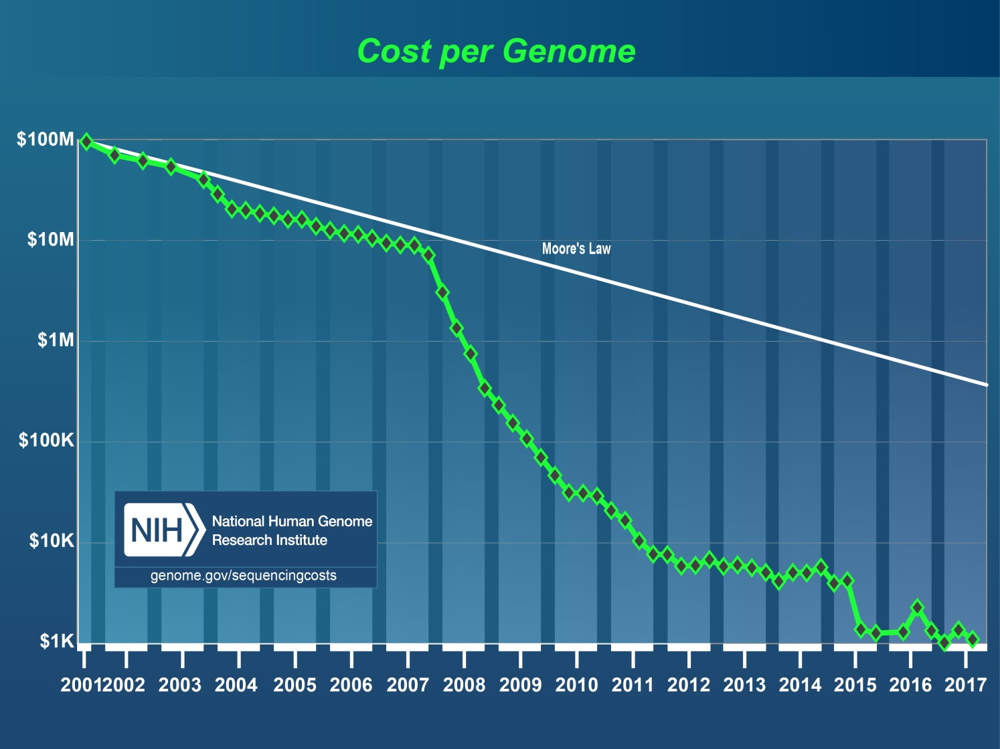 Cost per Genome
$100M
$10M
Moore's Law
$1M
$100K
NIH
National Human Genome
Research Institute
$10K
genome.gov/sequencingcosts
$1K
2001 2002 2003 2004 2005 2006 2007 2008 2009 2010 2011 2012 2013 2014 2015 2016 2017